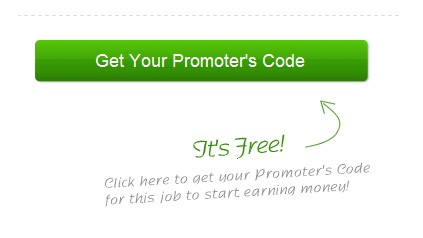 Get Your Promoter's Code
It's Free!
Click here to get your Promoter's Code
for this job to start earning money!